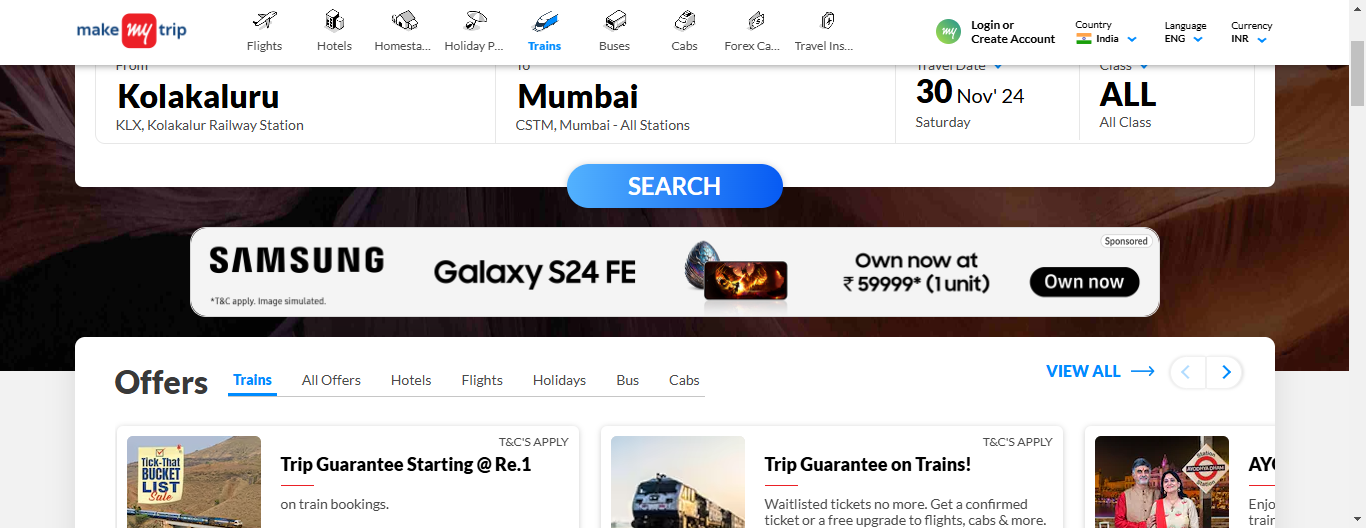 make my trip
Flights
Hotels
Homesta...
Holiday P...
Trains
Buses
Cabs
Forex Ca...
Travel Ins...
my
Login or
Create Account
Country
India
Language
ENG
Currency
INR
From
To
Travel Date
Class
Kolakaluru
Mumbai
30 Nov' 24
ALL
KLX, Kolakalur Railway Station
CSTM, Mumbai - All Stations
Saturday
All Class
SEARCH
Sponsored
SAMSUNG
Galaxy S24 FE
Own now at
₹ 59999* (1 unit)
Own now
*T&C apply. Image simulated.
Offers
Trains
All Offers
Hotels
Flights
Holidays
Bus
Cabs
VIEW ALL
T&C'S APPLY
TICK-THAT
BUCKET
LIST
Sale
Trip Guarantee Starting @ Re.1
on train bookings.
T&C'S APPLY
Trip Guarantee on Trains!
Waitlisted tickets no more. Get a confirmed
ticket or a free upgrade to flights, cabs & more.
Station
AYODHYA DHAM
Station
AYO
Enjo
train